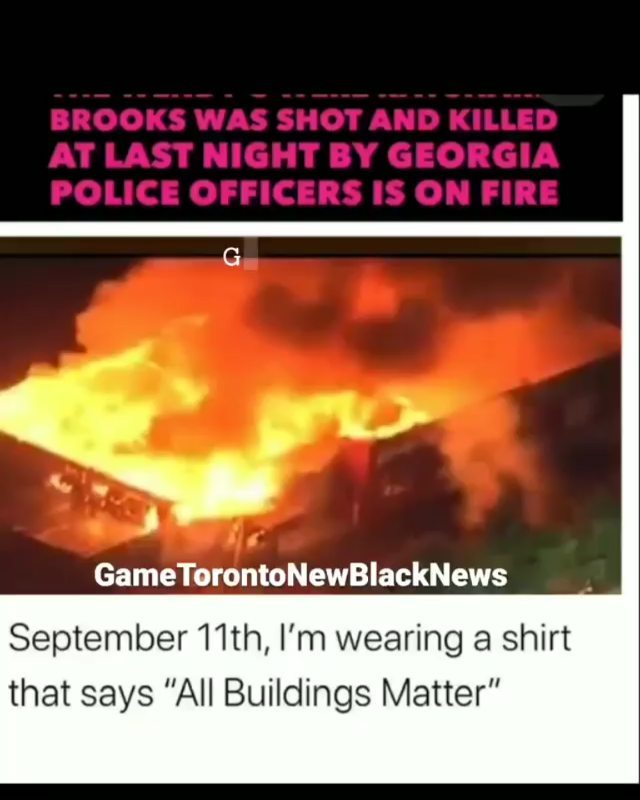 BROOKS WAS SHOT AND KILLED
AT LAST NIGHT BY GEORGIA
POLICE OFFICERS IS ON FIRE
G
GameTorontoNewBlackNews
September 11th, I’m wearing a shirt
that says “All Buildings Matter”